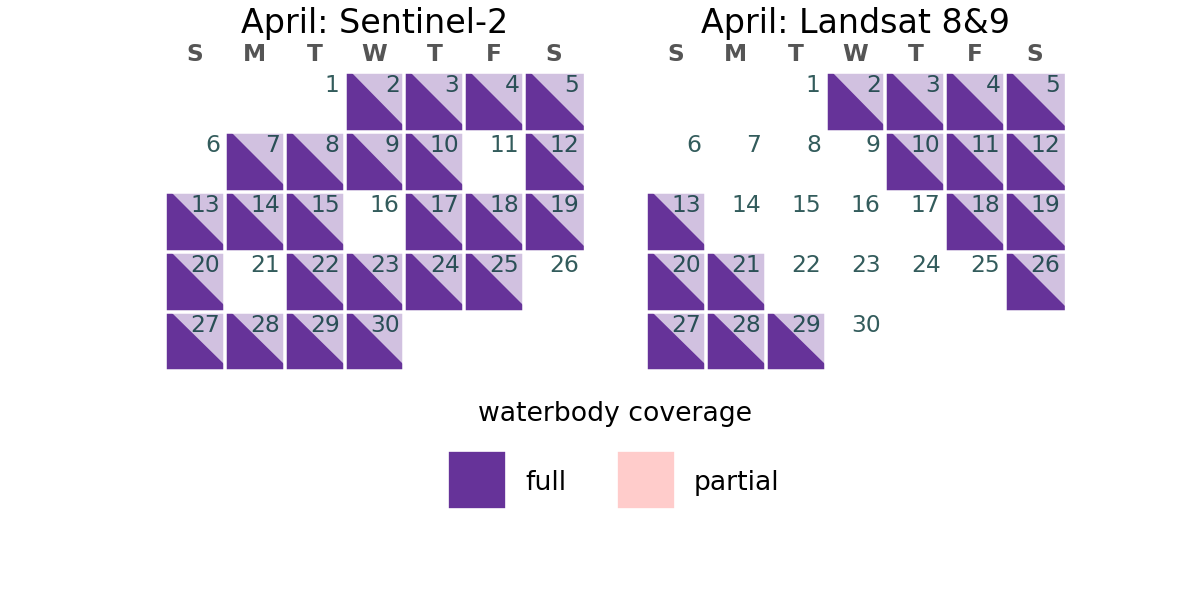 April: Sentinel-2
S M T W T F S
1 2 3 4 5
6 7 8 9 10 11 12
13 14 15 16 17 18 19
20 21 22 23 24 25 26
27 28 29 30
April: Landsat 8&9
S M T W T F S
1 2 3 4 5
6 7 8 9 10 11 12
13 14 15 16 17 18 19
20 21 22 23 24 25 26
27 28 29 30
waterbody coverage
full
partial